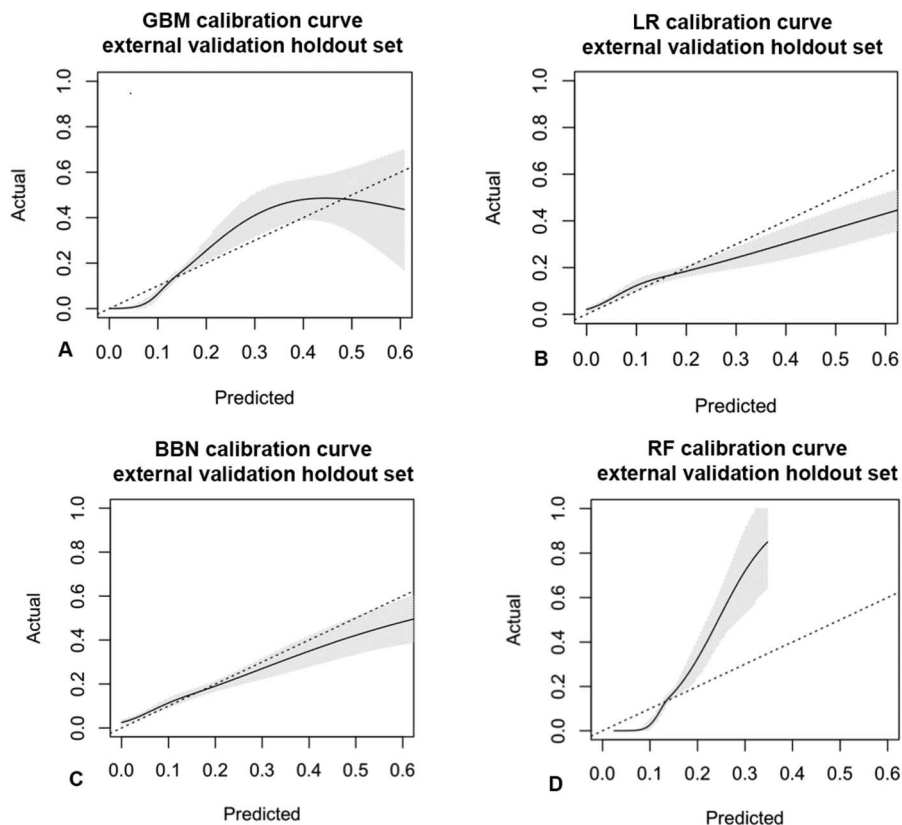 GBM calibration curve
external validation holdout set
Actual
1.0
0.8
0.6
0.4
0.2
0.0
A
0.0 0.1 0.2 0.3 0.4 0.5 0.6
Predicted
LR calibration curve
external validation holdout set
Actual
1.0
0.8
0.6
0.4
0.2
0.0
B
0.0 0.1 0.2 0.3 0.4 0.5 0.6
Predicted
BBN calibration curve
external validation holdout set
Actual
1.0
0.8
0.6
0.4
0.2
0.0
C
0.0 0.1 0.2 0.3 0.4 0.5 0.6
Predicted
RF calibration curve
external validation holdout set
Actual
1.0
0.8
0.6
0.4
0.2
0.0
D
0.0 0.1 0.2 0.3 0.4 0.5 0.6
Predicted